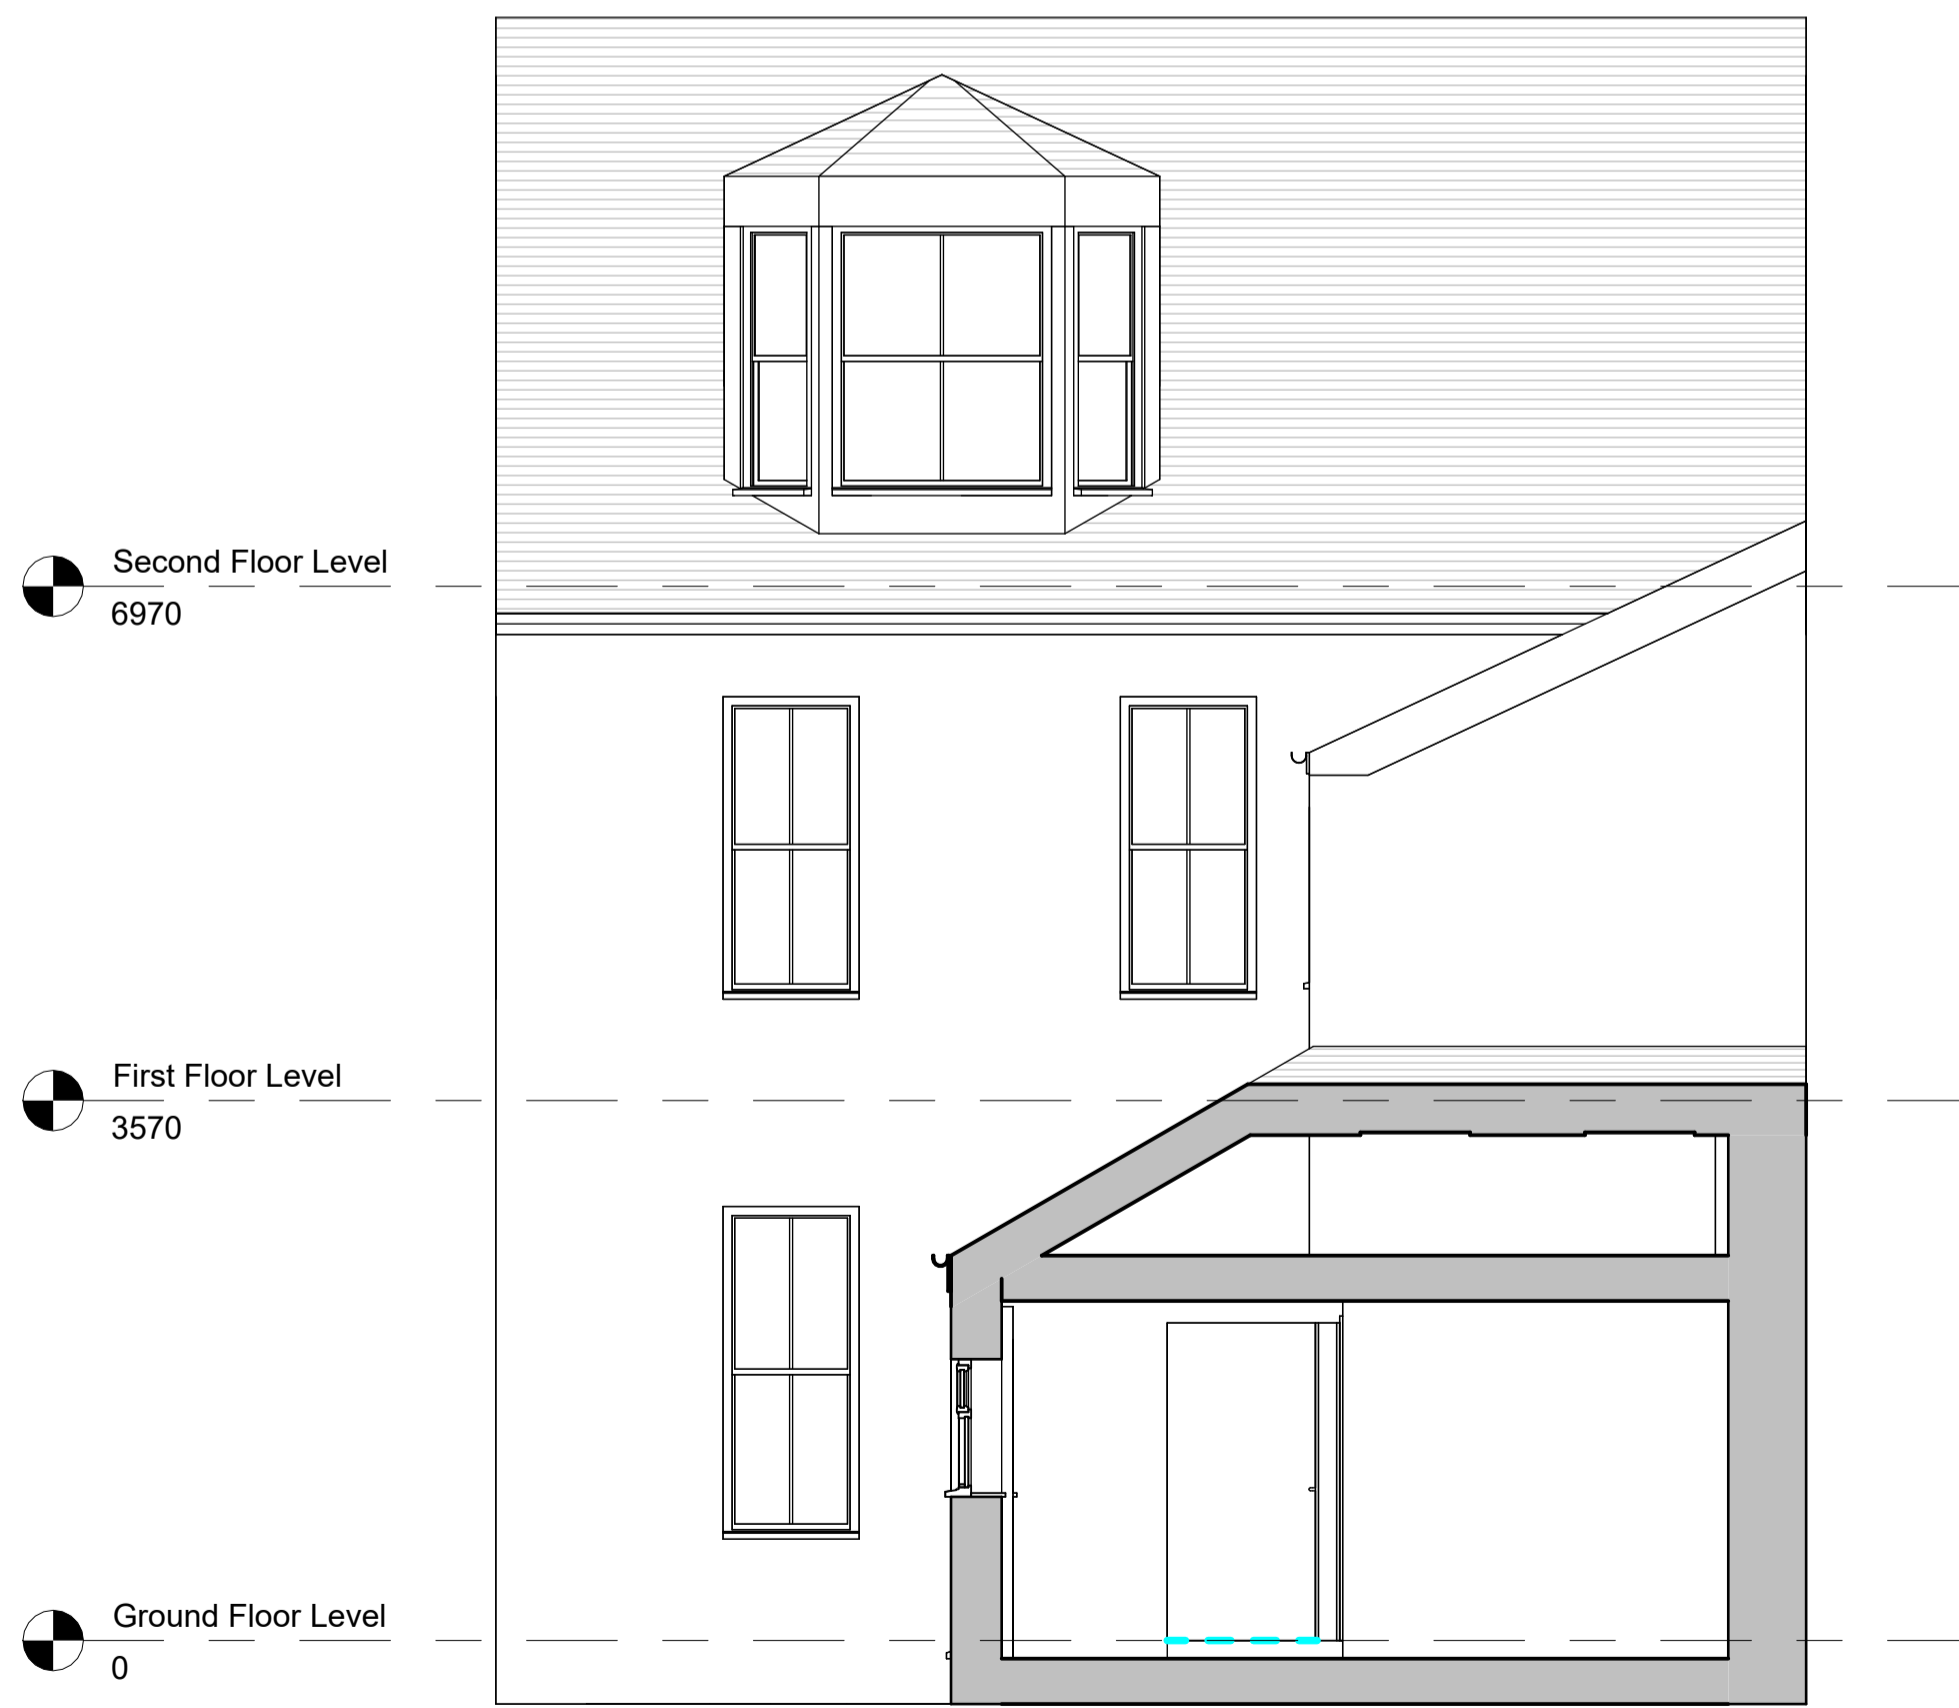 Second Floor Level
6970
First Floor Level
3570
Ground Floor Level
0